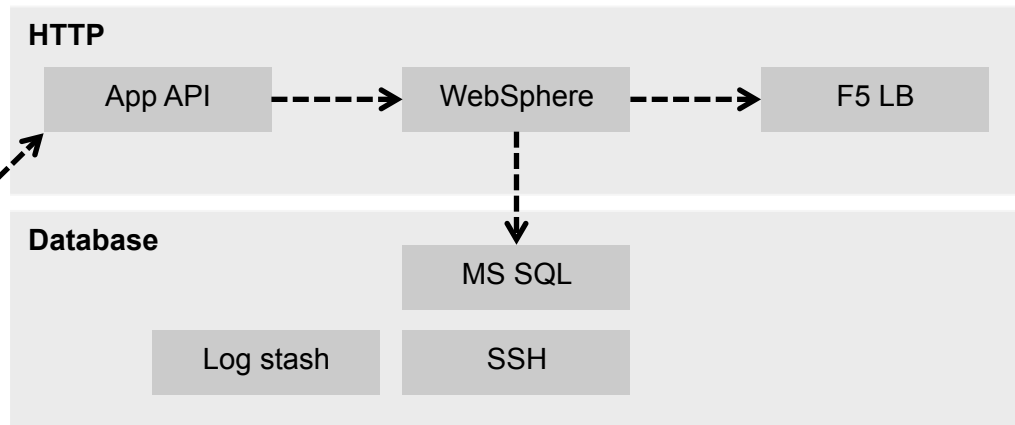 HTTP
App API
WebSphere
F5 LB
Database
MS SQL
Log stash
SSH